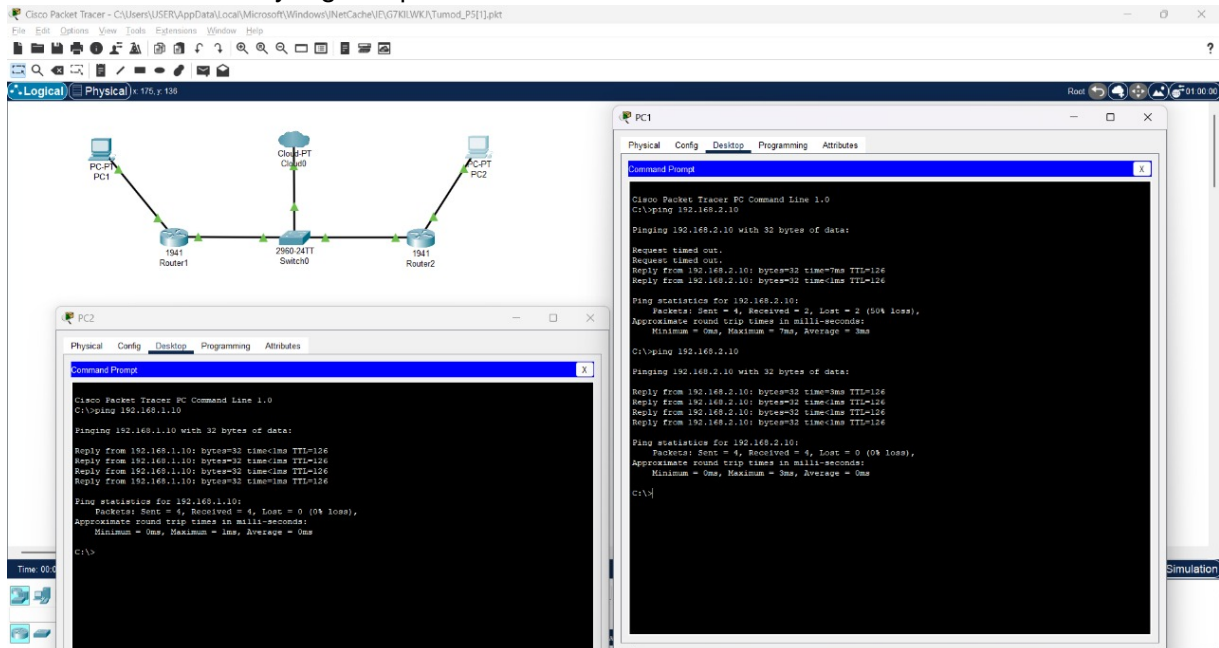 Cisco Packet Tracer - C:\Users\USER\AppData\Local\Microsoft\Windows\INetCache\IE\G7KILWKJ\Tumod_P5[1].pkt
File Edit Options View Tools Extensions Window Help
?
Logical Physical x: 175, y: 136
Root 01:00:00
PC-PT
PC1
Cloud-PT
Cloud0
PC-PT
PC2
1941
Router1
2960-24TT
Switch0
1941
Router2
PC1
Physical Config Desktop Programming Attributes
Command Prompt X
Cisco Packet Tracer PC Command Line 1.0
C:\>ping 192.168.2.10
Pinging 192.168.2.10 with 32 bytes of data:
Request timed out.
Request timed out.
Reply from 192.168.2.10: bytes=32 time=7ms TTL=126
Reply from 192.168.2.10: bytes=32 time<1ms TTL=126
Ping statistics for 192.168.2.10:
Packets: Sent = 4, Received = 2, Lost = 2 (50% loss),
Approximate round trip times in milli-seconds:
Minimum = 0ms, Maximum = 7ms, Average = 3ms
C:\>ping 192.168.2.10
Pinging 192.168.2.10 with 32 bytes of data:
Reply from 192.168.2.10: bytes=32 time=3ms TTL=126
Reply from 192.168.2.10: bytes=32 time<1ms TTL=126
Reply from 192.168.2.10: bytes=32 time<1ms TTL=126
Reply from 192.168.2.10: bytes=32 time<1ms TTL=126
Ping statistics for 192.168.2.10:
Packets: Sent = 4, Received = 4, Lost = 0 (0% loss),
Approximate round trip times in milli-seconds:
Minimum = 0ms, Maximum = 3ms, Average = 0ms
C:\>
PC2
Physical Config Desktop Programming Attributes
Command Prompt X
Cisco Packet Tracer PC Command Line 1.0
C:\>ping 192.168.1.10
Pinging 192.168.1.10 with 32 bytes of data:
Reply from 192.168.1.10: bytes=32 time<1ms TTL=126
Reply from 192.168.1.10: bytes=32 time<1ms TTL=126
Reply from 192.168.1.10: bytes=32 time<1ms TTL=126
Reply from 192.168.1.10: bytes=32 time=1ms TTL=126
Ping statistics for 192.168.1.10:
Packets: Sent = 4, Received = 4, Lost = 0 (0% loss),
Approximate round trip times in milli-seconds:
Minimum = 0ms, Maximum = 1ms, Average = 0ms
C:\>
Time: 00:0
Simulation